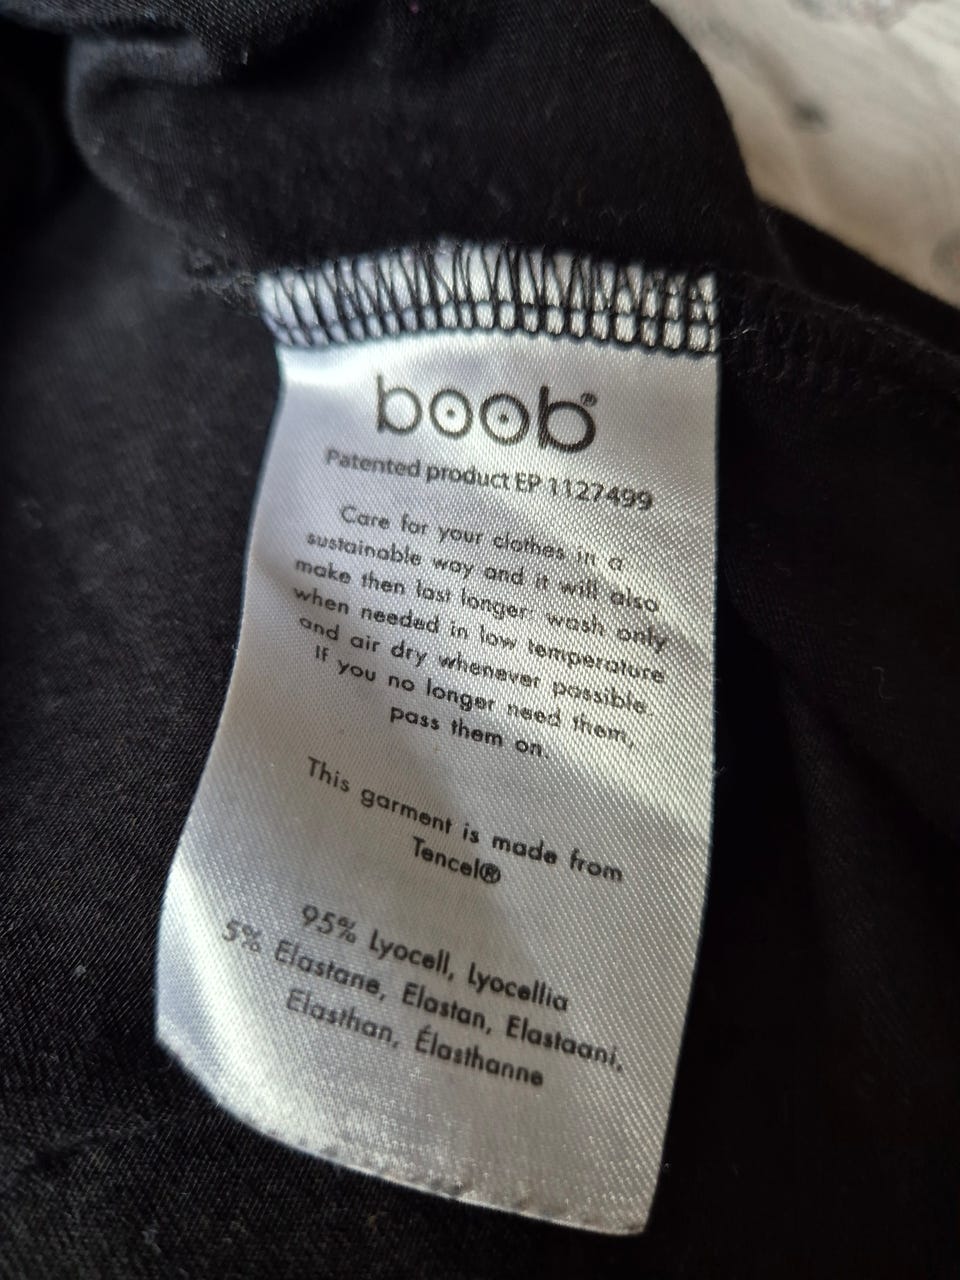 boob®
Patented product EP 1127499
Care for your clothes in a
sustainable way and it will also
make then last longer: wash only
when needed in low temperature
and air dry whenever possible.
If you no longer need them,
pass them on.
This garment is made from
Tencel®
95% Lyocell, Lyocellia
5% Elastane, Elastan, Elastaani,
Elasthan, Élasthanne